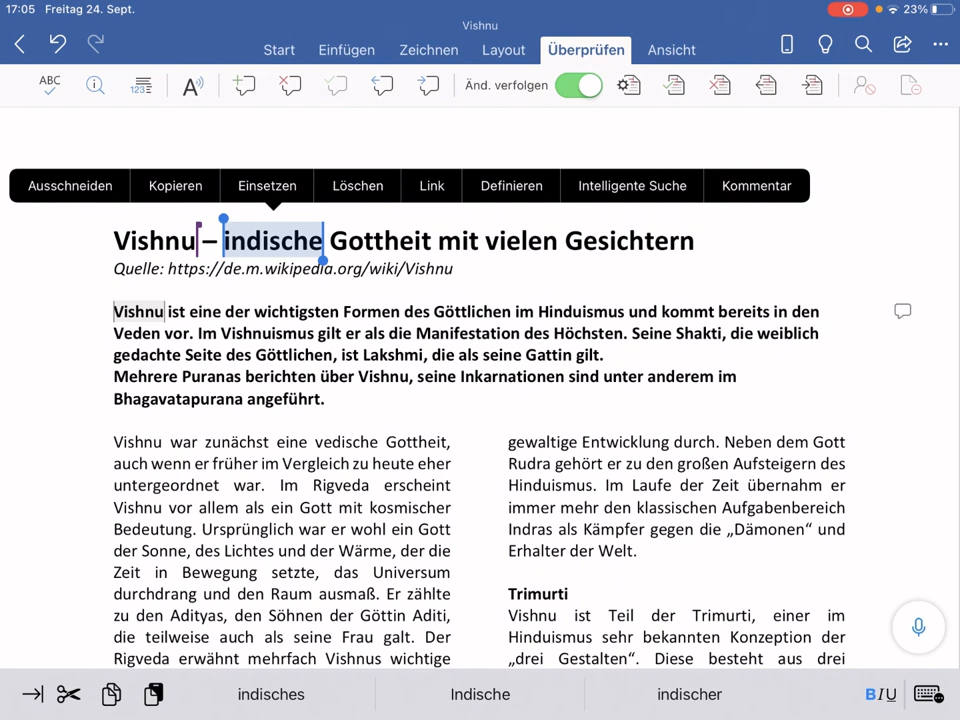 17:05 Freitag 24. Sept.
23%
Vishnu
Start Einfügen Zeichnen Layout Überprüfen Ansicht
ABC
123
A
Änd. verfolgen
Ausschneiden Kopieren Einsetzen Löschen Link Definieren Intelligente Suche Kommentar
Vishnu – indische Gottheit mit vielen Gesichtern
Quelle: https://de.m.wikipedia.org/wiki/Vishnu
Vishnu ist eine der wichtigsten Formen des Göttlichen im Hinduismus und kommt bereits in den
Veden vor. Im Vishnuismus gilt er als die Manifestation des Höchsten. Seine Shakti, die weiblich
gedachte Seite des Göttlichen, ist Lakshmi, die als seine Gattin gilt.
Mehrere Puranas berichten über Vishnu, seine Inkarnationen sind unter anderem im
Bhagavatapurana angeführt.
Vishnu war zunächst eine vedische Gottheit,
auch wenn er früher im Vergleich zu heute eher
untergeordnet war. Im Rigveda erscheint
Vishnu vor allem als ein Gott mit kosmischer
Bedeutung. Ursprünglich war er wohl ein Gott
der Sonne, des Lichtes und der Wärme, der die
Zeit in Bewegung setzte, das Universum
durchdrang und den Raum ausmaß. Er zählte
zu den Adityas, den Söhnen der Göttin Aditi,
die teilweise auch als seine Frau galt. Der
Rigveda erwähnt mehrfach Vishnus wichtige
gewaltige Entwicklung durch. Neben dem Gott
Rudra gehört er zu den großen Aufsteigern des
Hinduismus. Im Laufe der Zeit übernahm er
immer mehr den klassischen Aufgabenbereich
Indras als Kämpfer gegen die „Dämonen“ und
Erhalter der Welt.
Trimurti
Vishnu ist Teil der Trimurti, einer im
Hinduismus sehr bekannten Konzeption der
„drei Gestalten“. Diese besteht aus drei
indisches Indische indischer
BIU